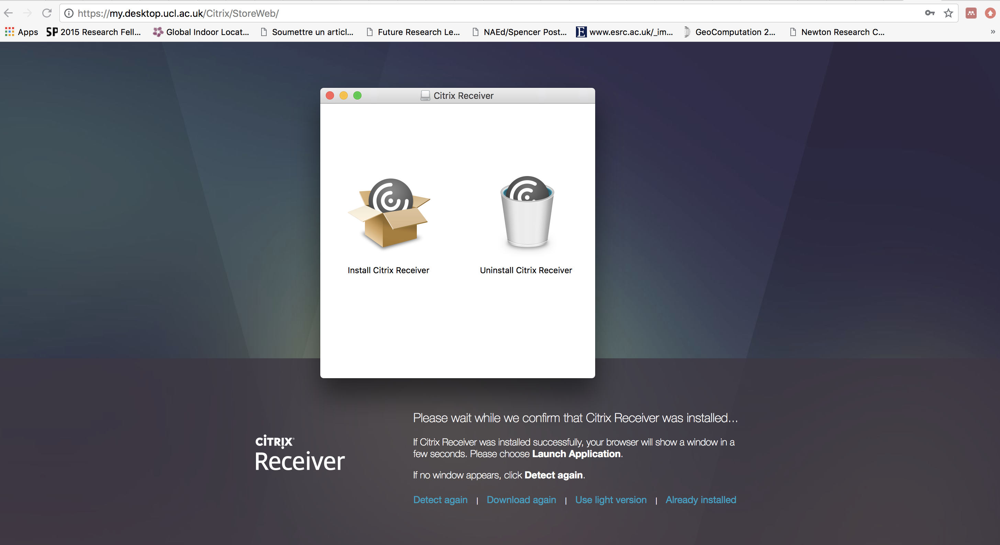 https://my.desktop.ucl.ac.uk/Citrix/StoreWeb/
Apps SP 2015 Research Fell... Global Indoor Locat... Soumettre un articl... Future Research Le... NAEd/Spencer Post... E www.esrc.ac.uk/_im... GeoComputation 2... Newton Research C... »
Citrix Receiver
Install Citrix Receiver Uninstall Citrix Receiver
Please wait while we confirm that Citrix Receiver was installed...
CITRIX®
Receiver
If Citrix Receiver was installed successfully, your browser will show a window in a
few seconds. Please choose Launch Application.
If no window appears, click Detect again.
Detect again | Download again | Use light version | Already installed